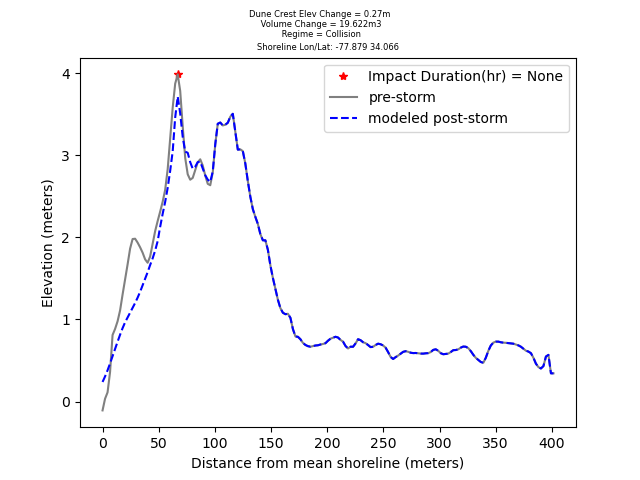 Dune Crest Elev Change = 0.27m
Volume Change = 19.622m3
Regime = Collision
Shoreline Lon/Lat: -77.879 34.066
Impact Duration(hr) = None
pre-storm
modeled post-storm
Elevation (meters)
4
3
2
1
0
0 50 100 150 200 250 300 350 400
Distance from mean shoreline (meters)